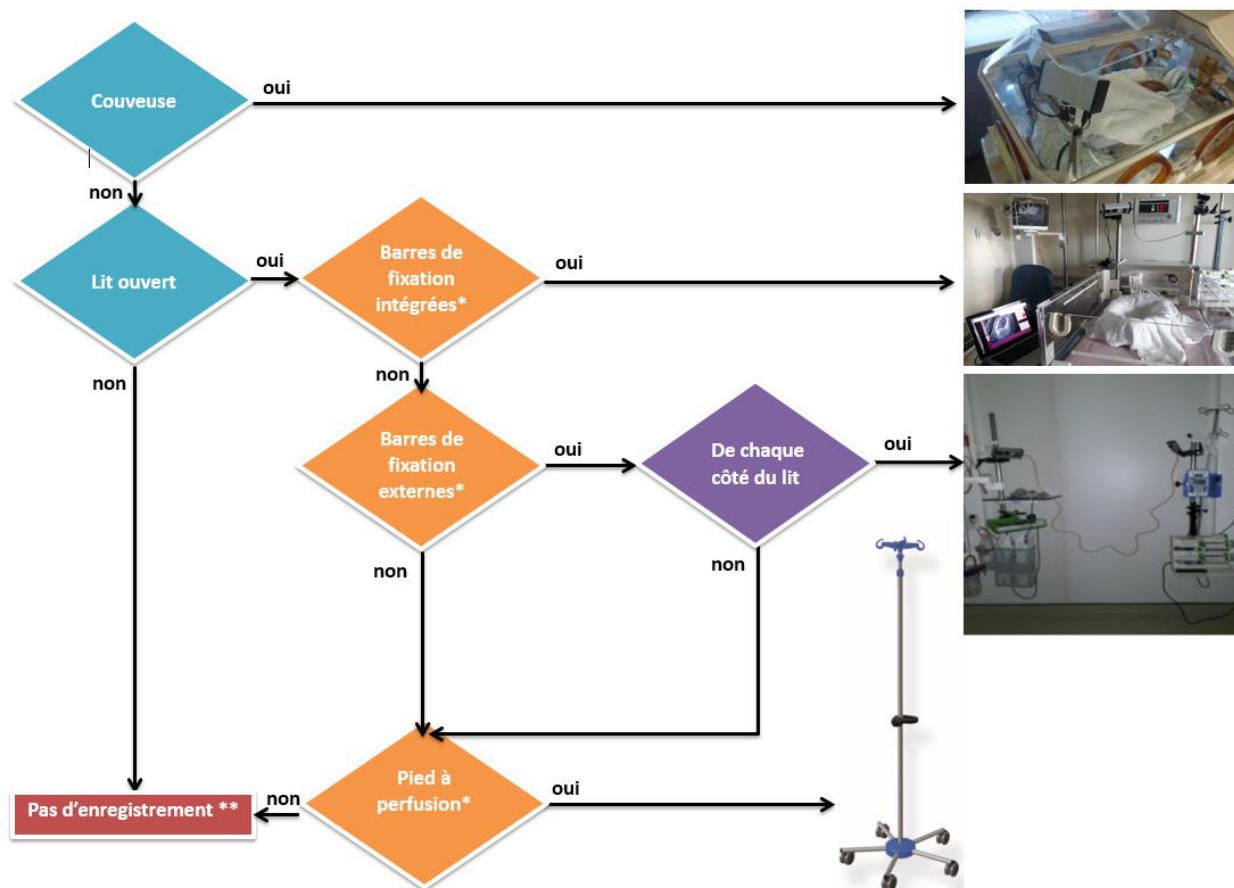 Couveuse
oui
non
Lit ouvert
oui
Barres de
fixation
intégrées*
oui
non
non
Barres de
fixation
externes*
oui
De chaque
côté du lit
oui
non
non
Pied à
perfusion*
oui
non
Pas d’enregistrement **